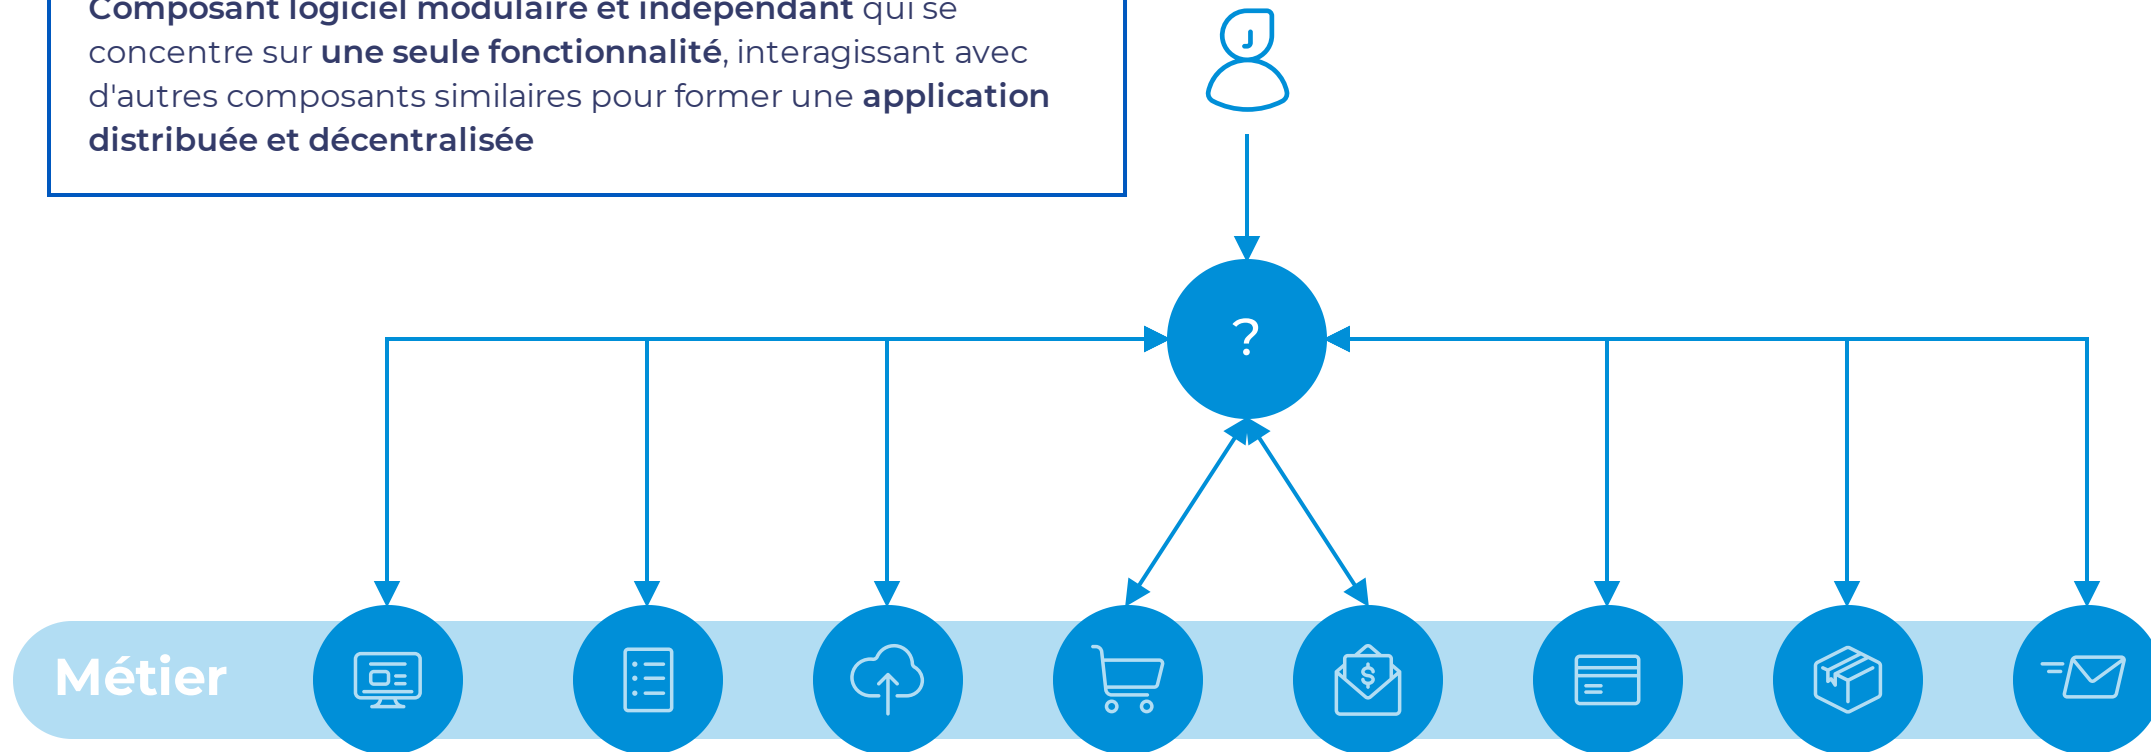 Composant logiciel modulaire et indépendant qui se
concentre sur une seule fonctionnalité, interagissant avec
d'autres composants similaires pour former une application
distribuée et décentralisée
J
?
Métier
$